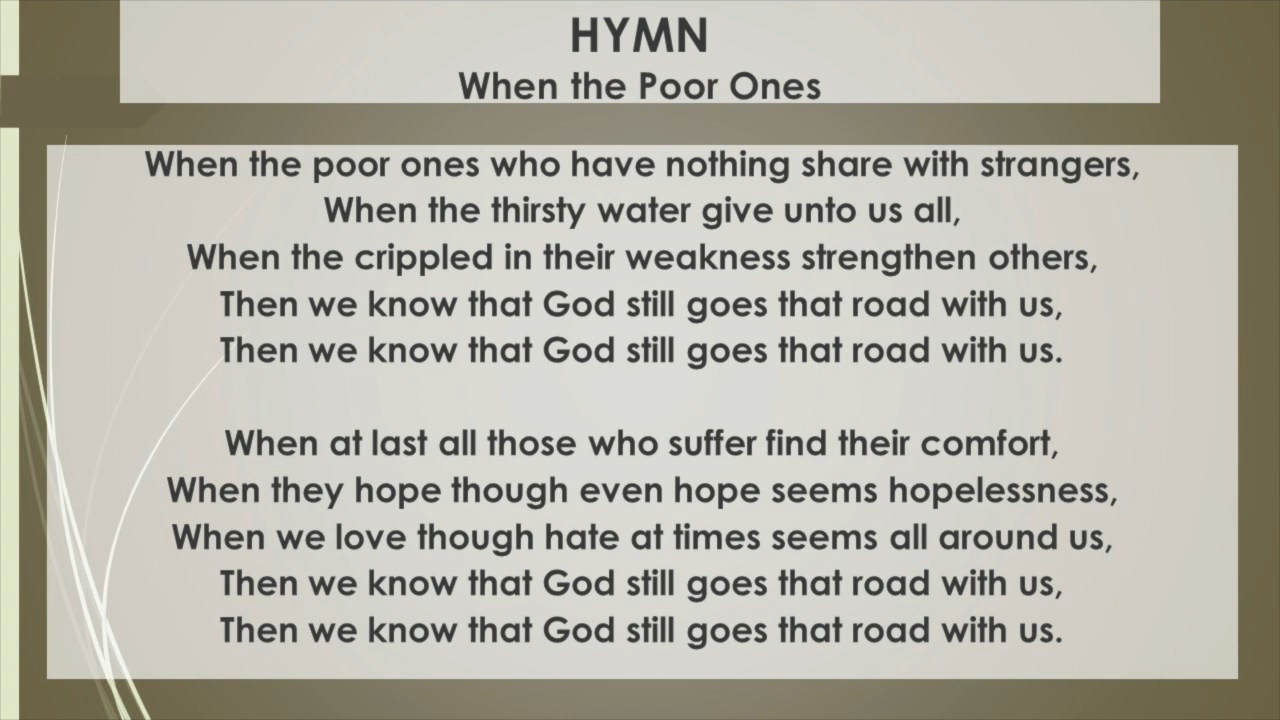 HYMN
When the Poor Ones
When the poor ones who have nothing share with strangers,
When the thirsty water give unto us all,
When the crippled in their weakness strengthen others,
Then we know that God still goes that road with us,
Then we know that God still goes that road with us.
When at last all those who suffer find their comfort,
When they hope though even hope seems hopelessness,
When we love though hate at times seems all around us,
Then we know that God still goes that road with us,
Then we know that God still goes that road with us.